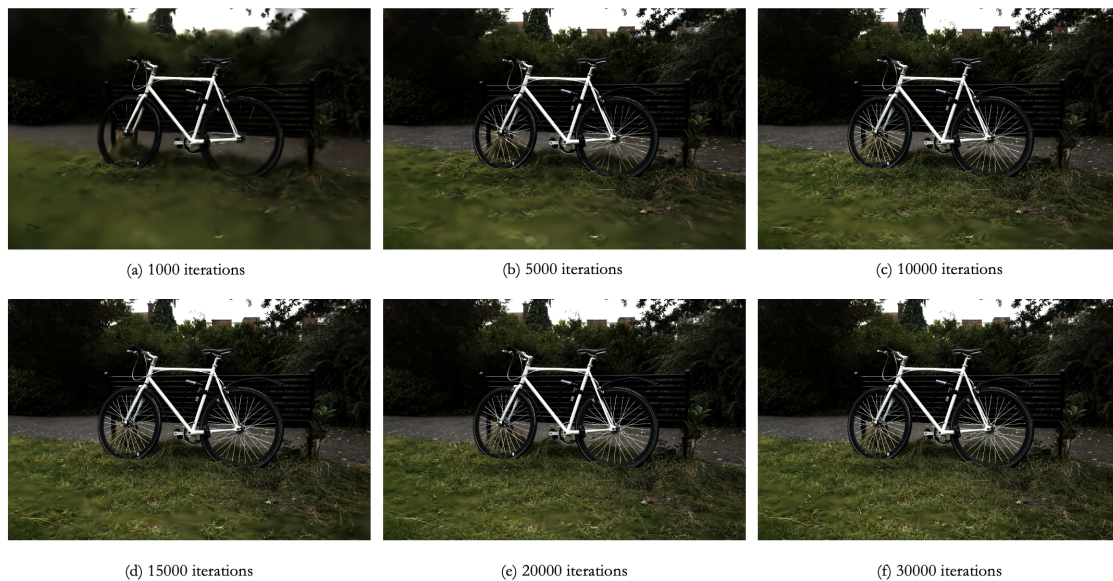 (a) 1000 iterations
(b) 5000 iterations
(c) 10000 iterations
(d) 15000 iterations
(e) 20000 iterations
(f) 30000 iterations